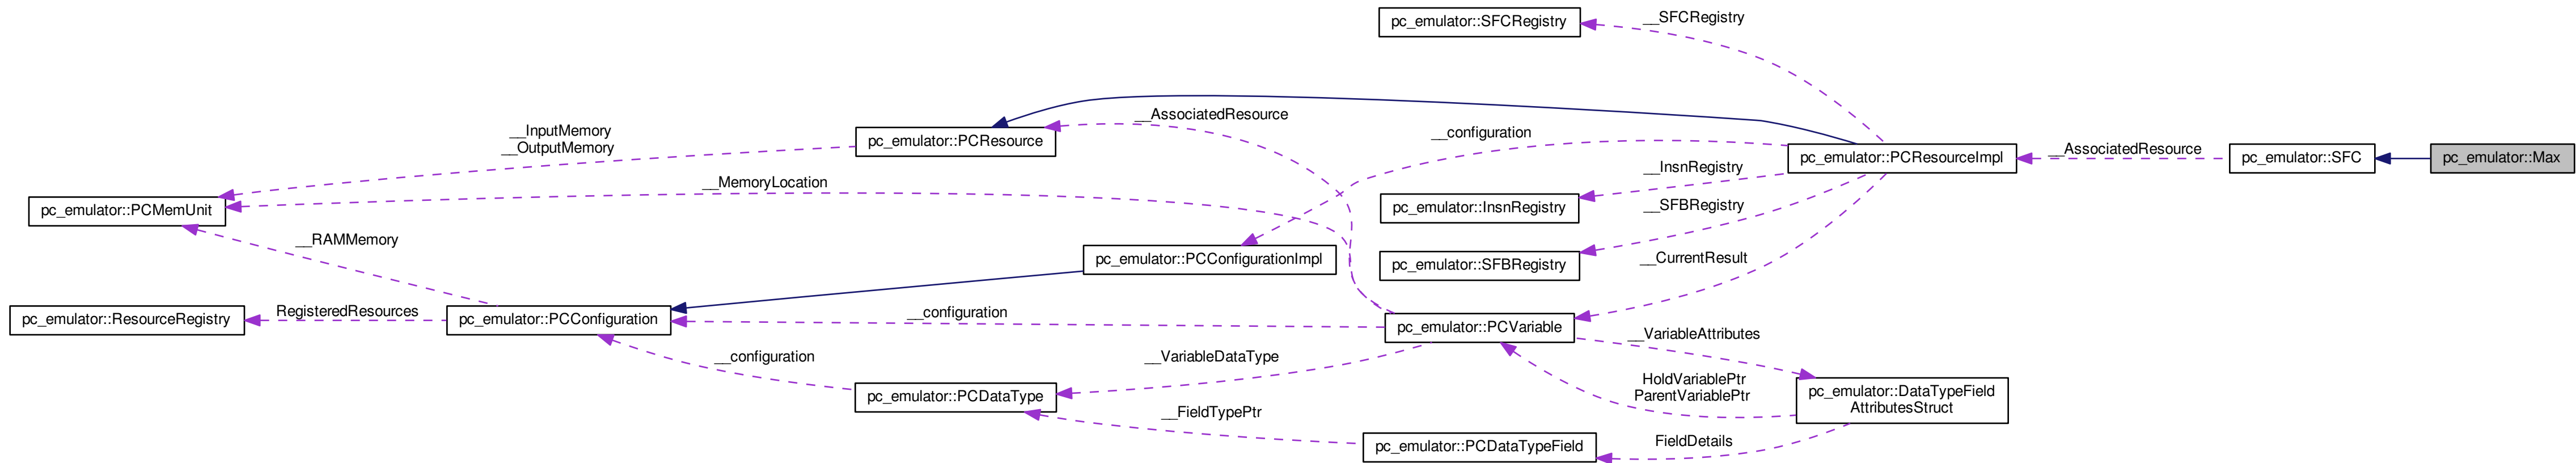 pc_emulator::SFCRegistry
__SFCRegistry
__AssociatedResource
__InputMemory
__OutputMemory
pc_emulator::PCResource
__configuration
pc_emulator::PCResourceImpl
__AssociatedResource
pc_emulator::SFC
pc_emulator::Max
__InsnRegistry
__MemoryLocation
pc_emulator::PCMemUnit
pc_emulator::InsnRegistry
__SFBRegistry
__RAMMemory
pc_emulator::PCConfigurationImpl
pc_emulator::SFBRegistry
__CurrentResult
pc_emulator::ResourceRegistry
RegisteredResources
pc_emulator::PCConfiguration
__configuration
pc_emulator::PCVariable
__VariableAttributes
__configuration
__VariableDataType
HoldVariablePtr
ParentVariablePtr
pc_emulator::DataTypeField
AttributesStruct
pc_emulator::PCDataType
__FieldTypePtr
pc_emulator::PCDataTypeField
FieldDetails